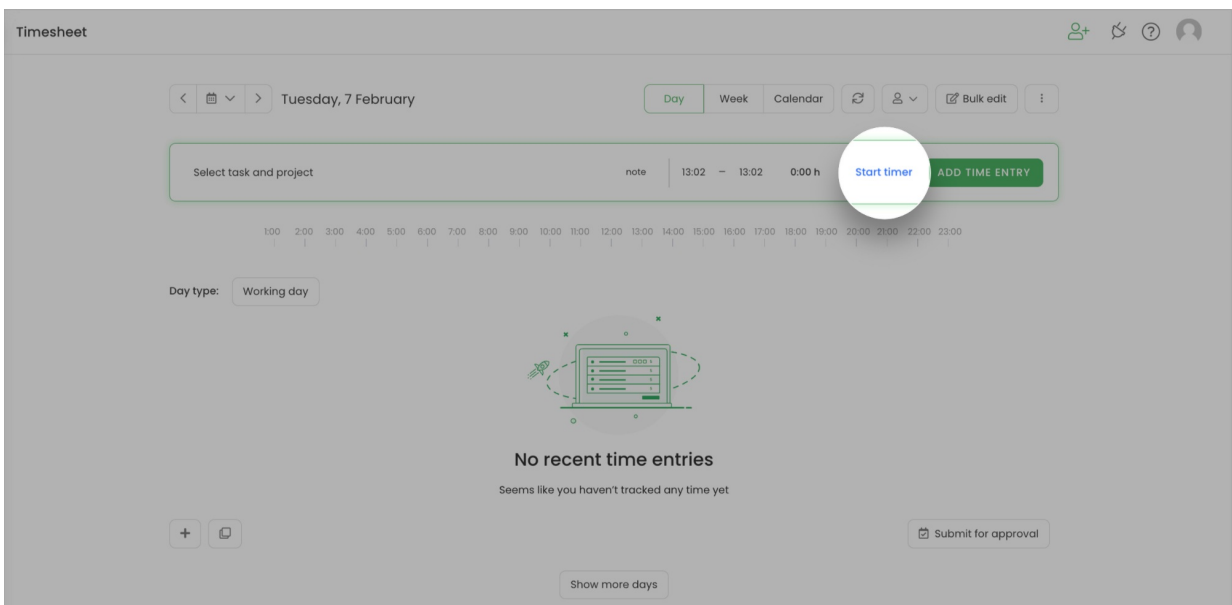 Timesheet
Tuesday, 7 February
Day Week Calendar Bulk edit
Select task and project note 13:02 – 13:02 0:00 h Start timer ADD TIME ENTRY
1:00 2:00 3:00 4:00 5:00 6:00 7:00 8:00 9:00 10:00 11:00 12:00 13:00 14:00 15:00 16:00 17:00 18:00 19:00 20:00 21:00 22:00 23:00
Day type: Working day
No recent time entries
Seems like you haven't tracked any time yet
Submit for approval
Show more days